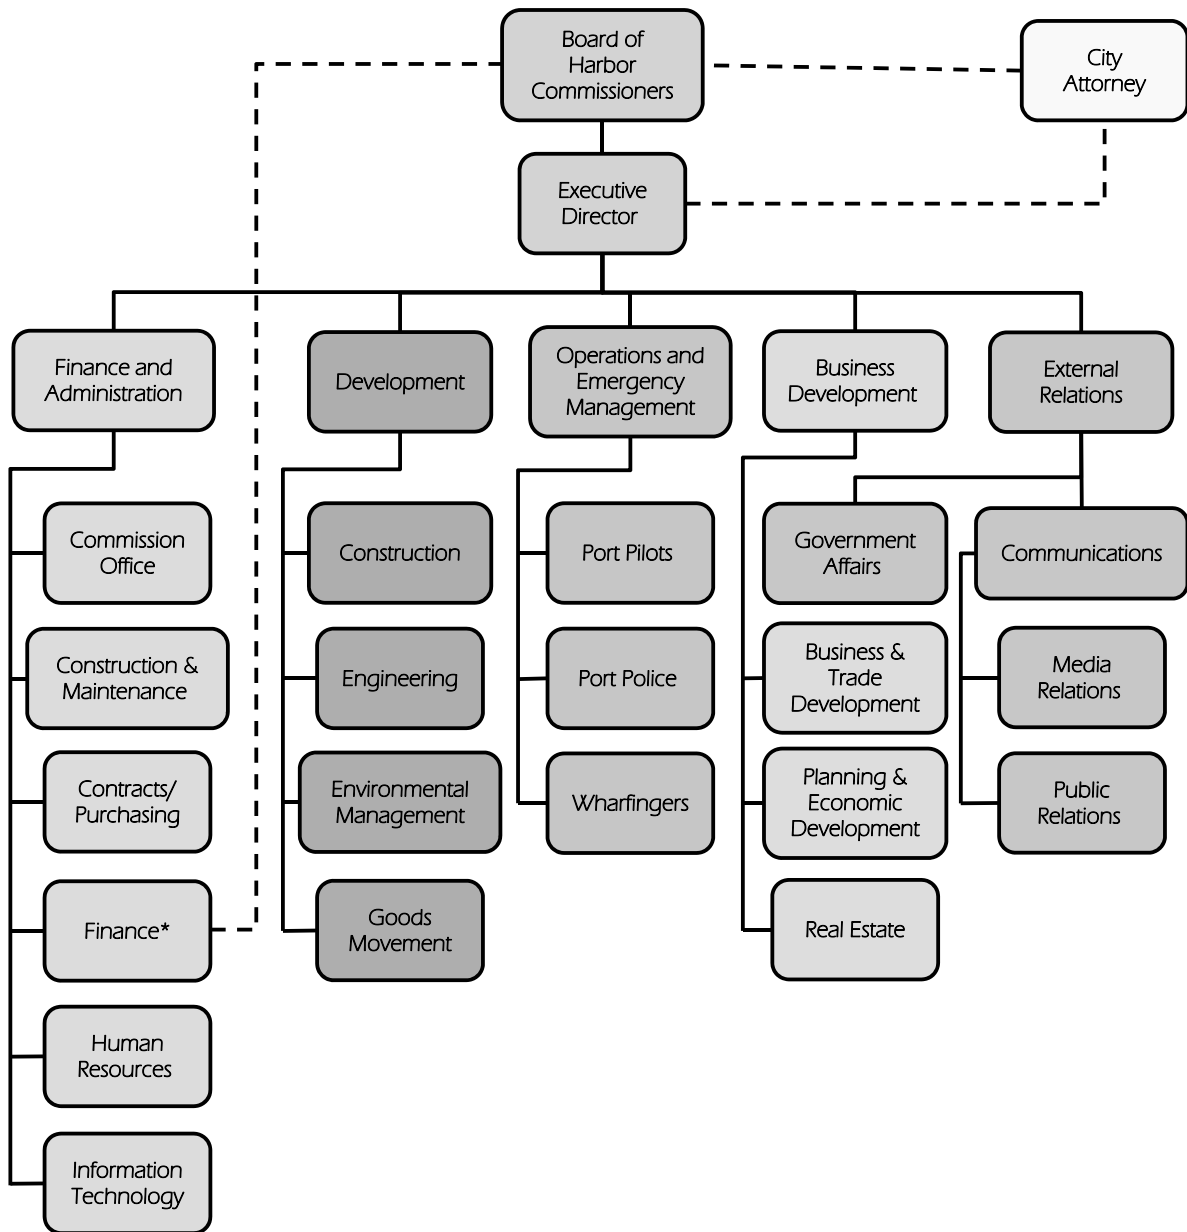 Board of
Harbor
Commissioners
City
Attorney
Executive
Director
Finance and
Administration
Development
Operations and
Emergency
Management
Business
Development
External
Relations
Commission
Office
Construction &
Maintenance
Contracts/
Purchasing
Finance*
Human
Resources
Information
Technology
Construction
Engineering
Environmental
Management
Goods
Movement
Port Pilots
Port Police
Wharfingers
Government
Affairs
Business &
Trade
Development
Planning &
Economic
Development
Real Estate
Communications
Media
Relations
Public
Relations